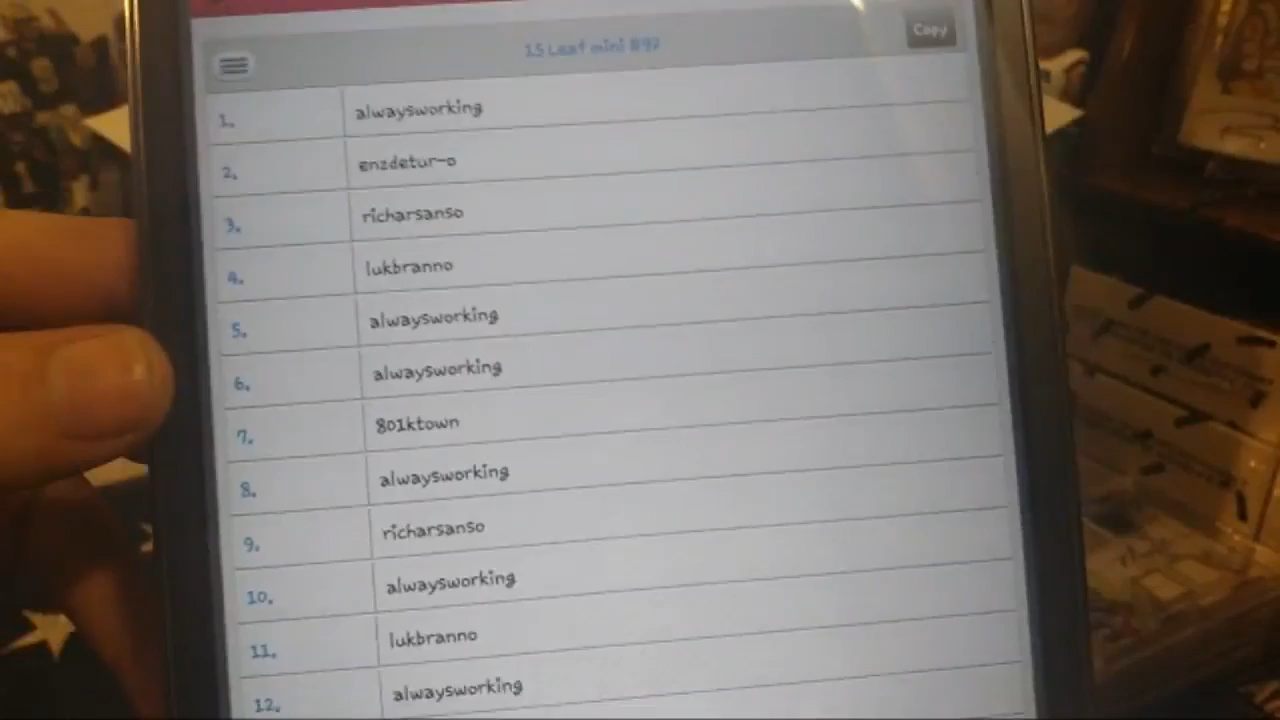 15 Leaf mini #97
Copy
1. alwaysworking
2. enzdetur-o
3. richarsanso
4. lukbranno
5. alwaysworking
6. alwaysworking
7. 801ktown
8. alwaysworking
9. richarsanso
10. alwaysworking
11. lukbranno
12. alwaysworking